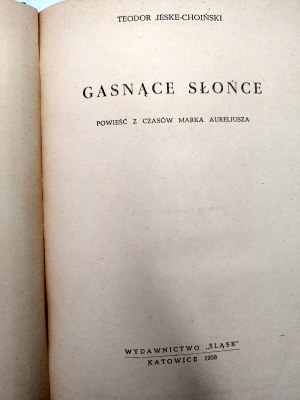 TEODOR JESKE-CHOIŃSKI
GASNĄCE SŁOŃCE
POWIEŚĆ Z CZASÓW MARKA AURELIUSZA
WYDAWNICTWO „ŚLĄSK"
KATOWICE 1958